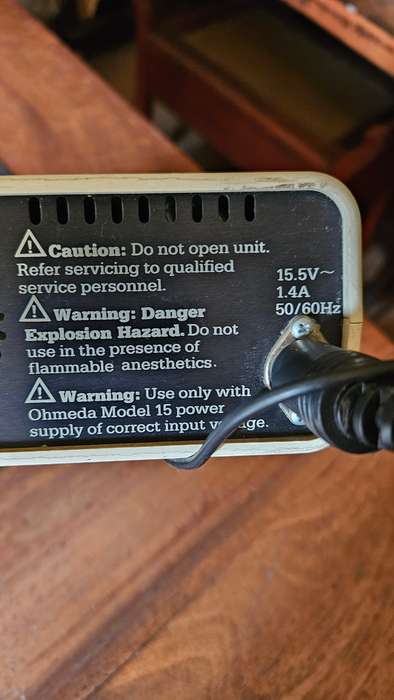 Caution: Do not open unit.
Refer servicing to qualified
service personnel.
Warning: Danger
Explosion Hazard. Do not
use in the presence of
flammable anesthetics.
Warning: Use only with
Ohmeda Model 15 power
supply of correct input
15.5V~
1.4A
50/60Hz